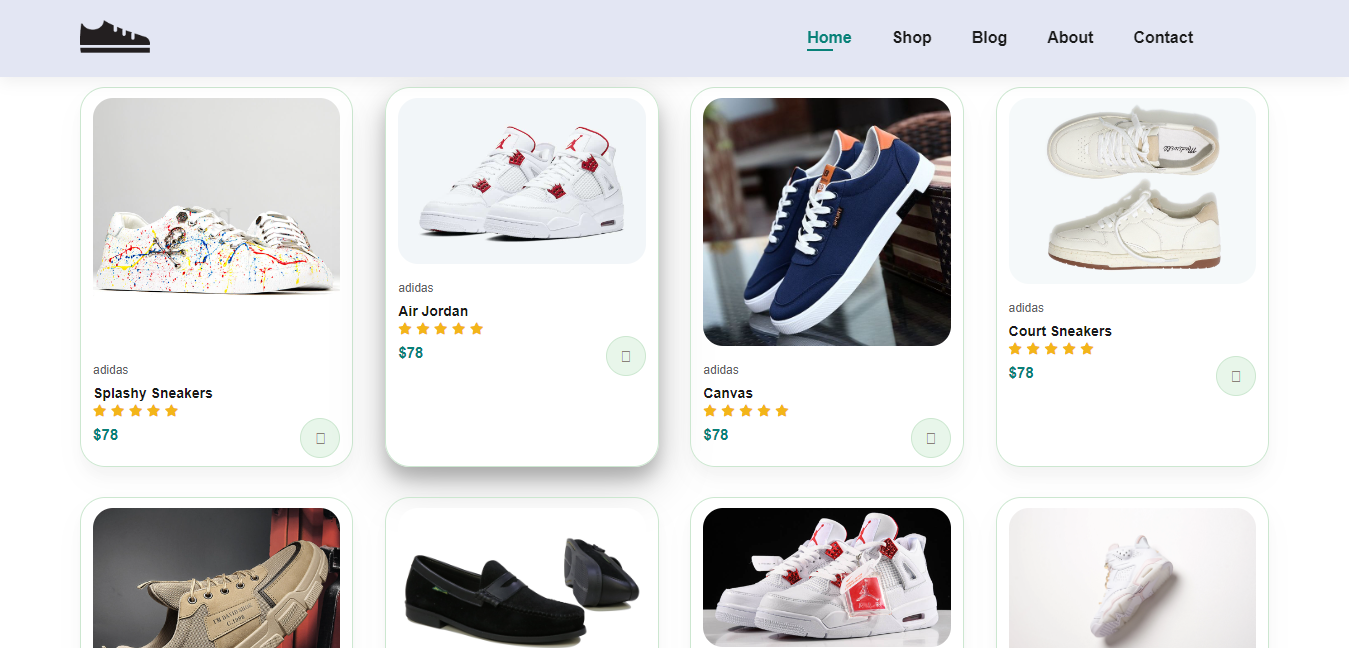 Home Shop Blog About Contact
adidas
Splashy Sneakers
$78
adidas
Air Jordan
$78
adidas
Canvas
$78
adidas
Court Sneakers
$78